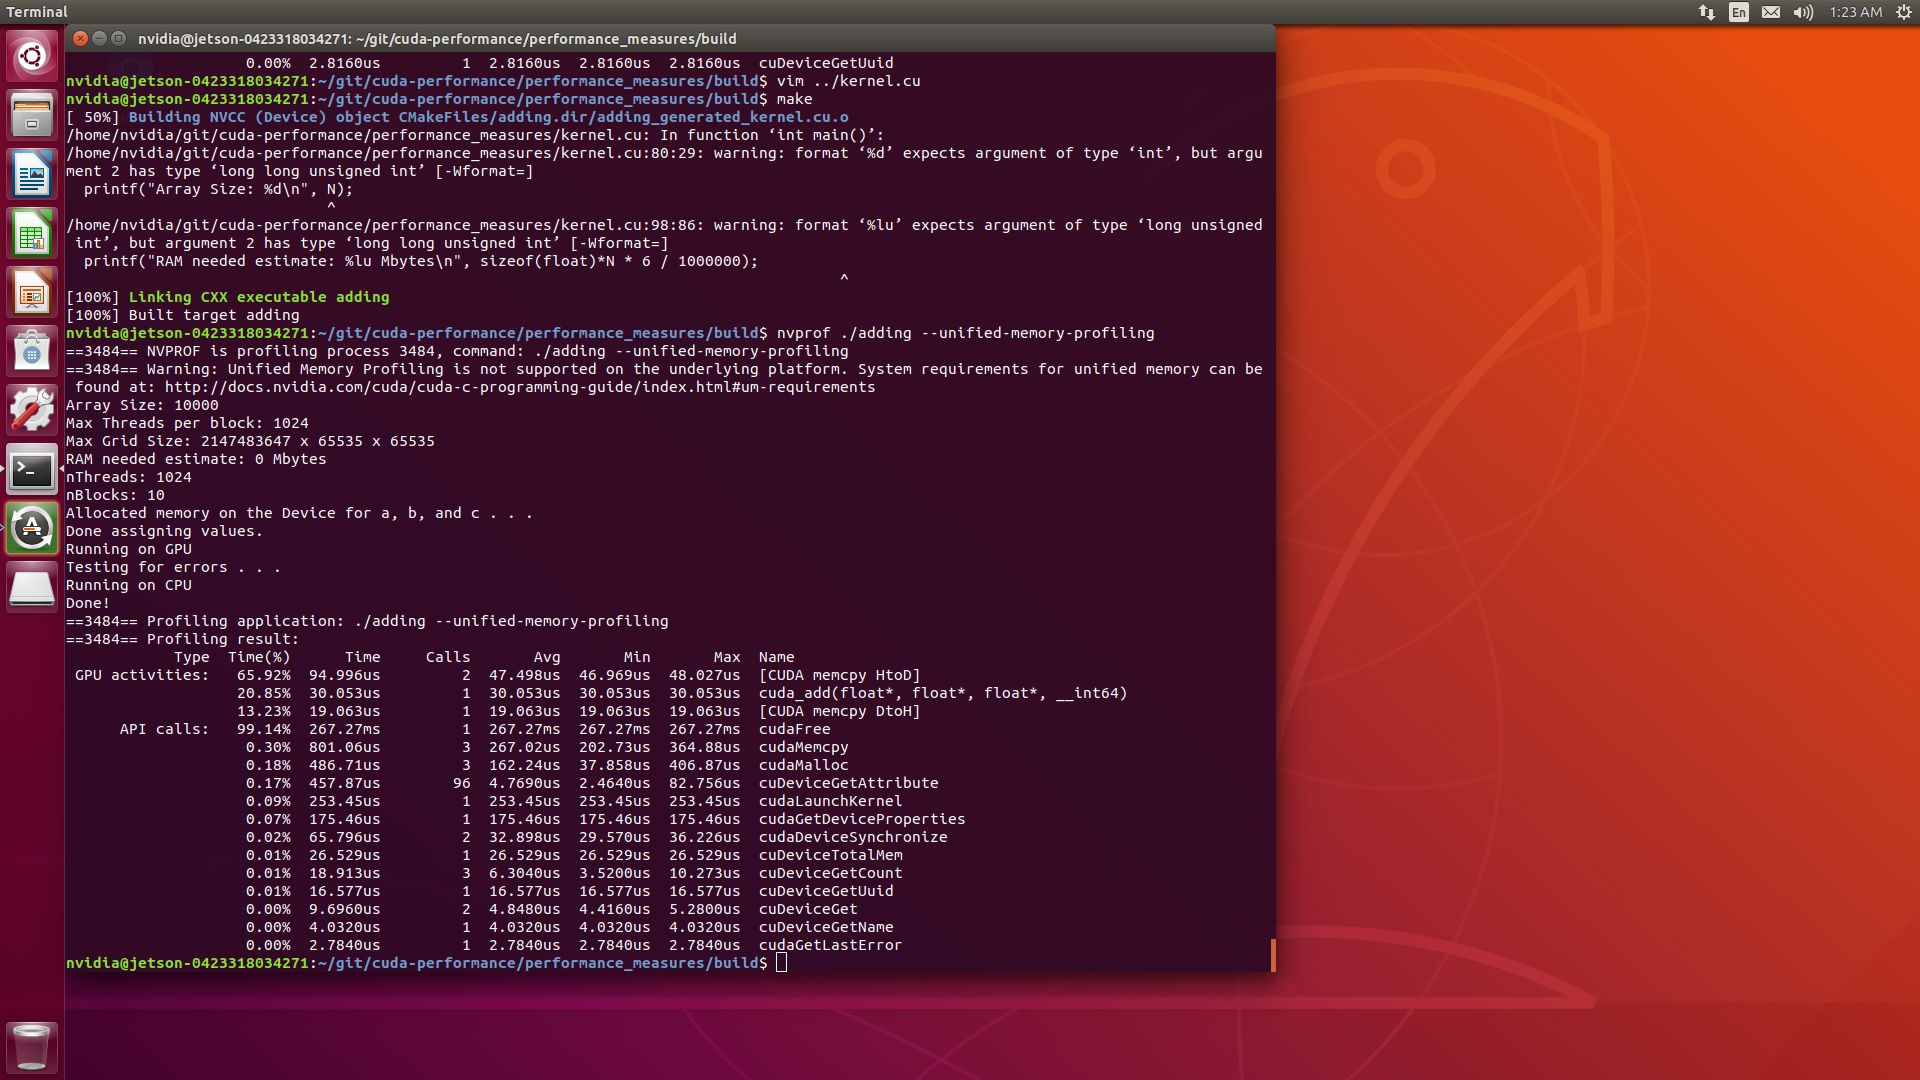 Terminal
En
1:23 AM
nvidia@jetson-0423318034271: ~/git/cuda-performance/performance_measures/build
0.00% 2.8160us 1 2.8160us 2.8160us 2.8160us cuDeviceGetUuid
nvidia@jetson-0423318034271:~/git/cuda-performance/performance_measures/build$ vim ../kernel.cu
nvidia@jetson-0423318034271:~/git/cuda-performance/performance_measures/build$ make
[ 50%] Building NVCC (Device) object CMakeFiles/adding.dir/adding_generated_kernel.cu.o
/home/nvidia/git/cuda-performance/performance_measures/kernel.cu: In function ‘int main()’:
/home/nvidia/git/cuda-performance/performance_measures/kernel.cu:80:29: warning: format ‘%d’ expects argument of type ‘int’, but argu
ment 2 has type ‘long long unsigned int’ [-Wformat=]
printf("Array Size: %d\n", N);
^
/home/nvidia/git/cuda-performance/performance_measures/kernel.cu:98:86: warning: format ‘%lu’ expects argument of type ‘long unsigned
int’, but argument 2 has type ‘long long unsigned int’ [-Wformat=]
printf("RAM needed estimate: %lu Mbytes\n", sizeof(float)*N * 6 / 1000000);
^
[100%] Linking CXX executable adding
[100%] Built target adding
nvidia@jetson-0423318034271:~/git/cuda-performance/performance_measures/build$ nvprof ./adding --unified-memory-profiling
==3484== NVPROF is profiling process 3484, command: ./adding --unified-memory-profiling
==3484== Warning: Unified Memory Profiling is not supported on the underlying platform. System requirements for unified memory can be
found at: http://docs.nvidia.com/cuda/cuda-c-programming-guide/index.html#um-requirements
Array Size: 10000
Max Threads per block: 1024
Max Grid Size: 2147483647 x 65535 x 65535
RAM needed estimate: 0 Mbytes
nThreads: 1024
nBlocks: 10
Allocated memory on the Device for a, b, and c . . .
Done assigning values.
Running on GPU
Testing for errors . . .
Running on CPU
Done!
==3484== Profiling application: ./adding --unified-memory-profiling
==3484== Profiling result:
Type Time(%) Time Calls Avg Min Max Name
GPU activities: 65.92% 94.996us 2 47.498us 46.969us 48.027us [CUDA memcpy HtoD]
20.85% 30.053us 1 30.053us 30.053us 30.053us cuda_add(float*, float*, float*, __int64)
13.23% 19.063us 1 19.063us 19.063us 19.063us [CUDA memcpy DtoH]
API calls: 99.14% 267.27ms 1 267.27ms 267.27ms 267.27ms cudaFree
0.30% 801.06us 3 267.02us 202.73us 364.88us cudaMemcpy
0.18% 486.71us 3 162.24us 37.858us 406.87us cudaMalloc
0.17% 457.87us 96 4.7690us 2.4640us 82.756us cuDeviceGetAttribute
0.09% 253.45us 1 253.45us 253.45us 253.45us cudaLaunchKernel
0.07% 175.46us 1 175.46us 175.46us 175.46us cudaGetDeviceProperties
0.02% 65.796us 2 32.898us 29.570us 36.226us cudaDeviceSynchronize
0.01% 26.529us 1 26.529us 26.529us 26.529us cuDeviceTotalMem
0.01% 18.913us 3 6.3040us 3.5200us 10.273us cuDeviceGetCount
0.01% 16.577us 1 16.577us 16.577us 16.577us cuDeviceGetUuid
0.00% 9.6960us 2 4.8480us 4.4160us 5.2800us cuDeviceGet
0.00% 4.0320us 1 4.0320us 4.0320us 4.0320us cuDeviceGetName
0.00% 2.7840us 1 2.7840us 2.7840us 2.7840us cudaGetLastError
nvidia@jetson-0423318034271:~/git/cuda-performance/performance_measures/build$